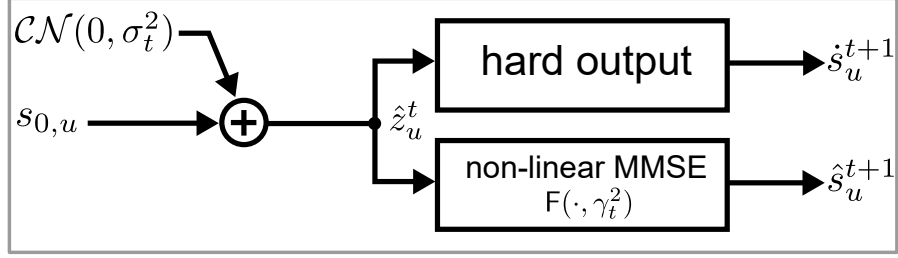 𝒞𝒩(0, σ_t^2)
hard output
ṡ_u^{t+1}
s_{0,u}
+
ẑ_u^t
non-linear MMSE
F(·, γ_t^2)
ŝ_u^{t+1}